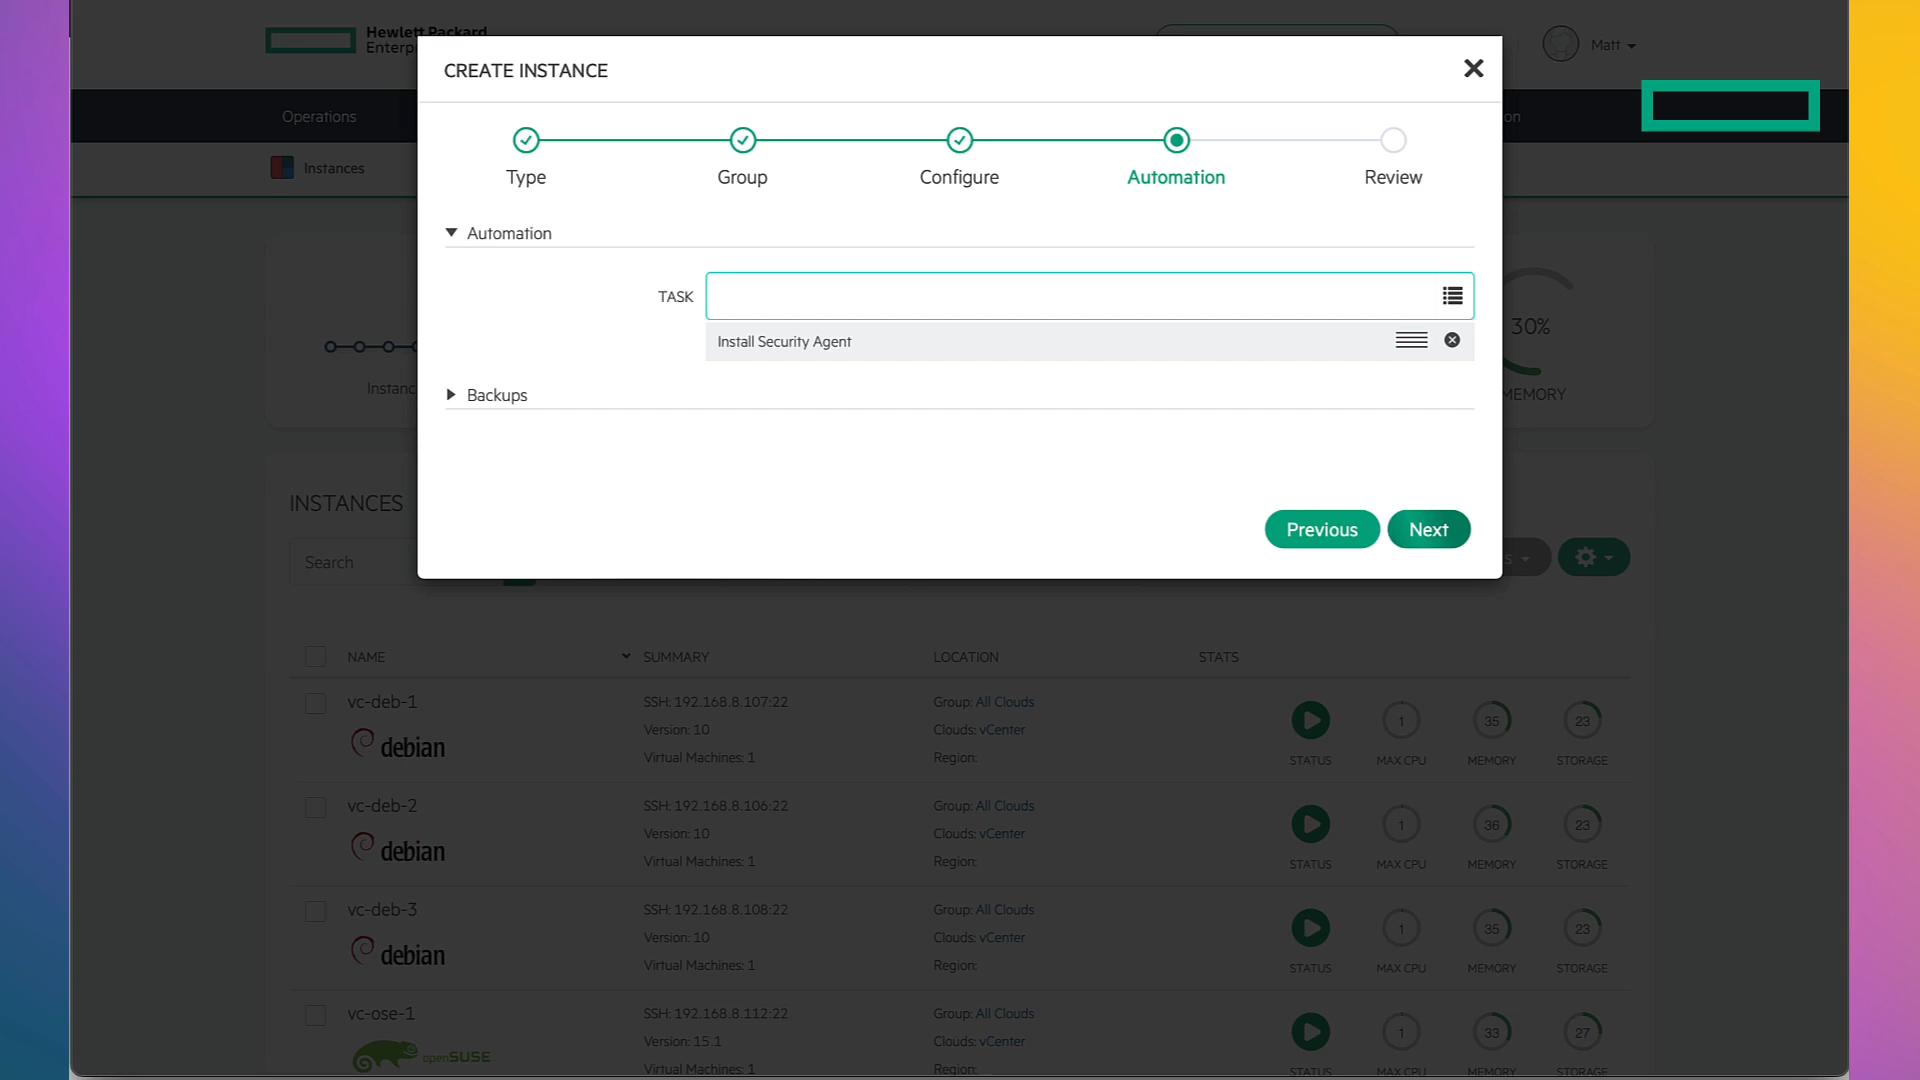 Hewlett Packard
Enterp
Matt
CREATE INSTANCE
Operations
on
Instances
Type
Group
Configure
Automation
Review
Automation
TASK
Install Security Agent
30%
Instanc
MEMORY
Backups
INSTANCES
Previous
Next
Search
s
NAME
SUMMARY
LOCATION
STATS
vc-deb-1
debian
SSH: 192.168.8.107:22
Version: 10
Virtual Machines: 1
Group: All Clouds
Clouds: vCenter
Region:
1
35
23
STATUS
MAX CPU
MEMORY
STORAGE
vc-deb-2
debian
SSH: 192.168.8.106:22
Version: 10
Virtual Machines: 1
Group: All Clouds
Clouds: vCenter
Region:
1
36
23
STATUS
MAX CPU
MEMORY
STORAGE
vc-deb-3
debian
SSH: 192.168.8.108:22
Version: 10
Virtual Machines: 1
Group: All Clouds
Clouds: vCenter
Region:
1
35
23
STATUS
MAX CPU
MEMORY
STORAGE
vc-ose-1
openSUSE
SSH: 192.168.8.112:22
Version: 15.1
Virtual Machines: 1
Group: All Clouds
Clouds: vCenter
Region:
1
33
27
STATUS
MAX CPU
MEMORY
STORAGE